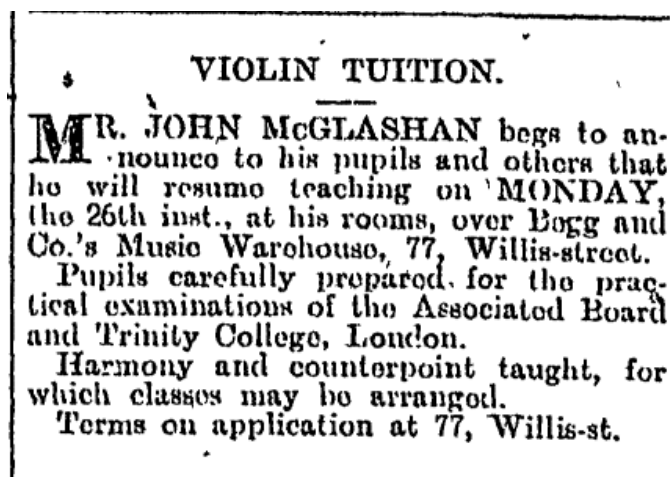 VIOLIN TUITION.
MR. JOHN McGLASHAN begs to an-
nounce to his pupils and others that
he will resume teaching on MONDAY,
the 26th inst., at his rooms, over Begg and
Co.'s Music Warehouse, 77, Willis-street.
Pupils carefully prepared for the prac-
tical examinations of the Associated Board
and Trinity College, London.
Harmony and counterpoint taught, for
which classes may be arranged.
Terms on application at 77, Willis-st.